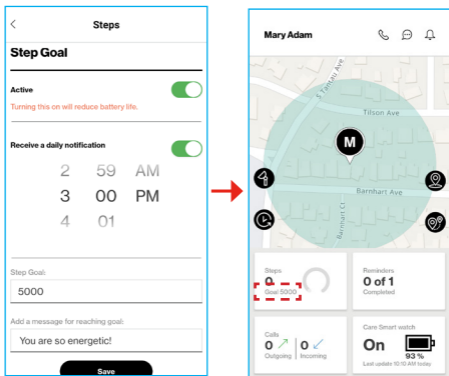 Steps
Step Goal
Active
Turning this on will reduce battery life.
Receive a daily notification
2 59 AM
3 00 PM
4 01
Step Goal:
5000
Add a message for reaching goal:
You are so energetic!
Save
Mary Adam
S Tantau Ave
Tilson Ave
M
Barnhart Ave
Barnhart Ct
Steps
0
Goal 5000
Reminders
0 of 1
Completed
Calls
0 0
Outgoing Incoming
Care Smart watch
On
93 %
Last update 10:10 AM today